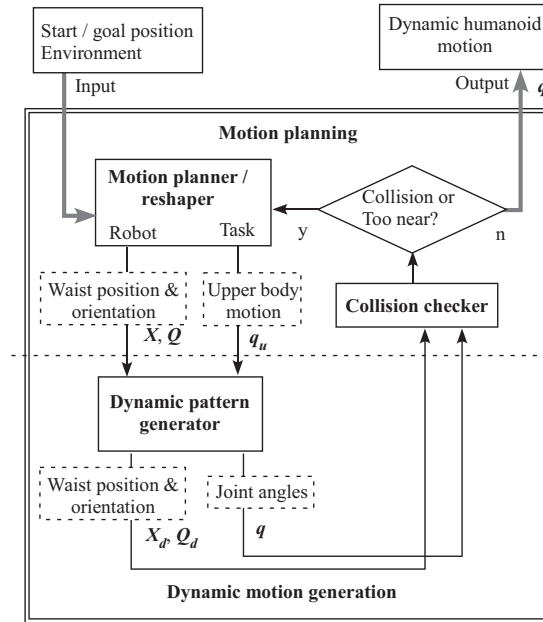 Start / goal position
Environment
Dynamic humanoid
motion
Input
Output
q
Motion planning
Motion planner /
reshaper
Robot
Task
Collision or
Too near?
y
n
Waist position &
orientation
Upper body
motion
Collision checker
X, Q
q_u
Dynamic pattern
generator
Waist position &
orientation
Joint angles
X_d, Q_d
q
Dynamic motion generation